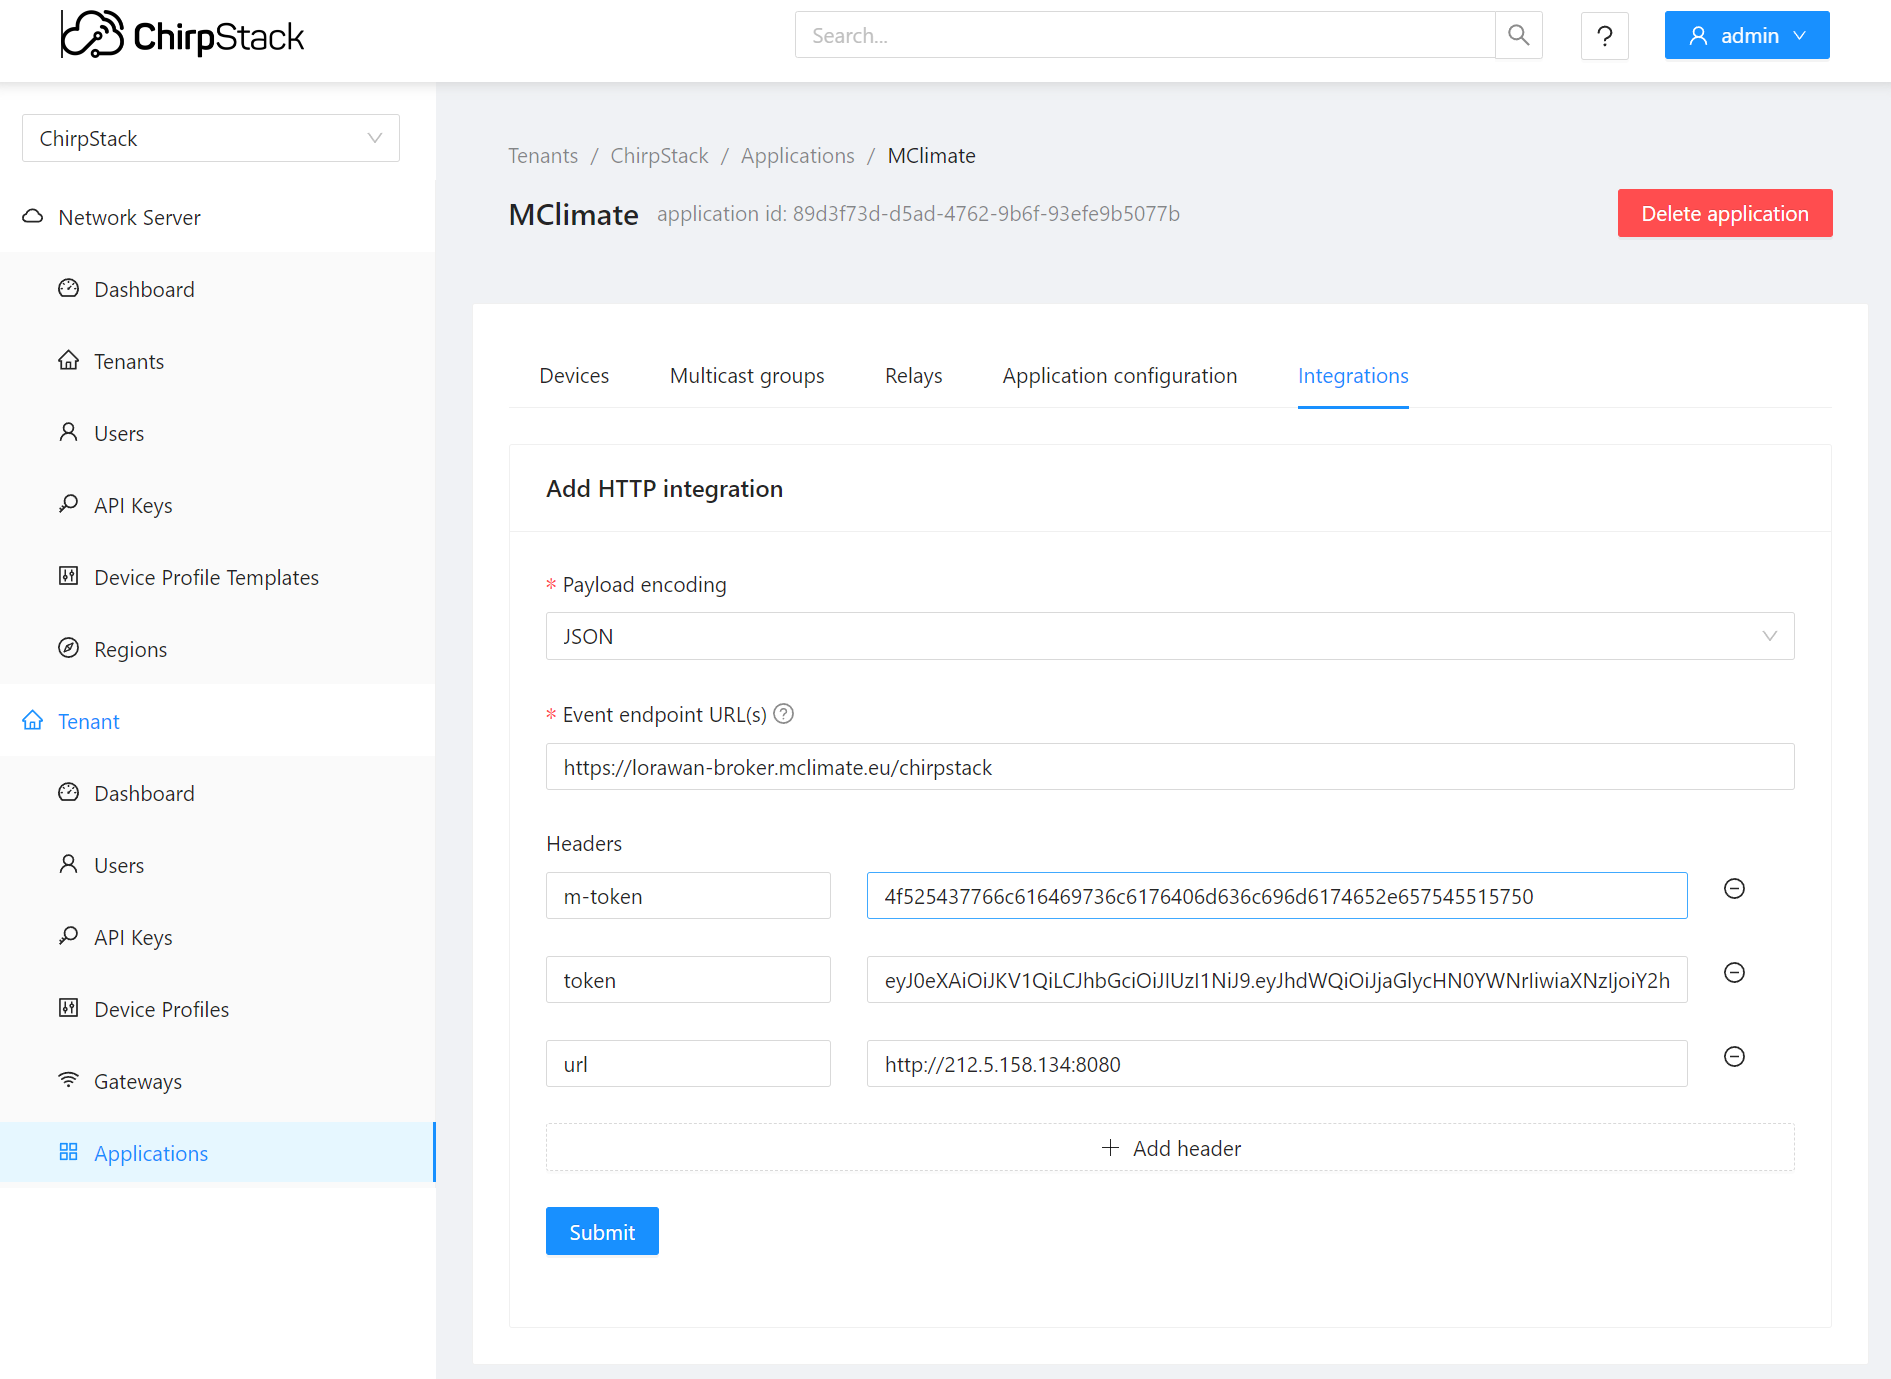 ChirpStack
Search...
?
admin
ChirpStack
Network Server
Dashboard
Tenants
Users
API Keys
Device Profile Templates
Regions
Tenant
Dashboard
Users
API Keys
Device Profiles
Gateways
Applications
Tenants / ChirpStack / Applications / MClimate
MClimate application id: 89d3f73d-d5ad-4762-9b6f-93efe9b5077b
Delete application
Devices Multicast groups Relays Application configuration Integrations
Add HTTP integration
* Payload encoding
JSON
* Event endpoint URL(s) ?
https://lorawan-broker.mclimate.eu/chirpstack
Headers
m-token 4f525437766c616469736c6176406d636c696d6174652e657545515750
token eyJ0eXAiOiJKV1QiLCJhbGciOiJIUzI1NiJ9.eyJhdWQiOiJjaGlycHN0YWNrIiwiaXNzIjoiY2h
url http://212.5.158.134:8080
+ Add header
Submit